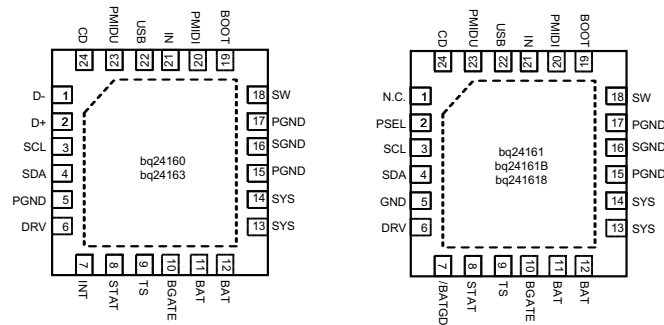 CD
PMIDU
USB
IN
PMIDI
BOOT
24
23
22
21
20
19
D-
1
D+
2
SCL
3
SDA
4
PGND
5
DRV
6
bq24160
bq24163
18
SW
17
PGND
16
SGND
15
PGND
14
SYS
13
SYS
7
8
9
10
11
12
INT
STAT
TS
BGATE
BAT
BAT
CD
PMIDU
USB
IN
PMIDI
BOOT
24
23
22
21
20
19
N.C.
1
PSEL
2
SCL
3
SDA
4
GND
5
DRV
6
bq24161
bq24161B
bq241618
18
SW
17
PGND
16
SGND
15
PGND
14
SYS
13
SYS
7
8
9
10
11
12
/BATGD
STAT
TS
BGATE
BAT
BAT